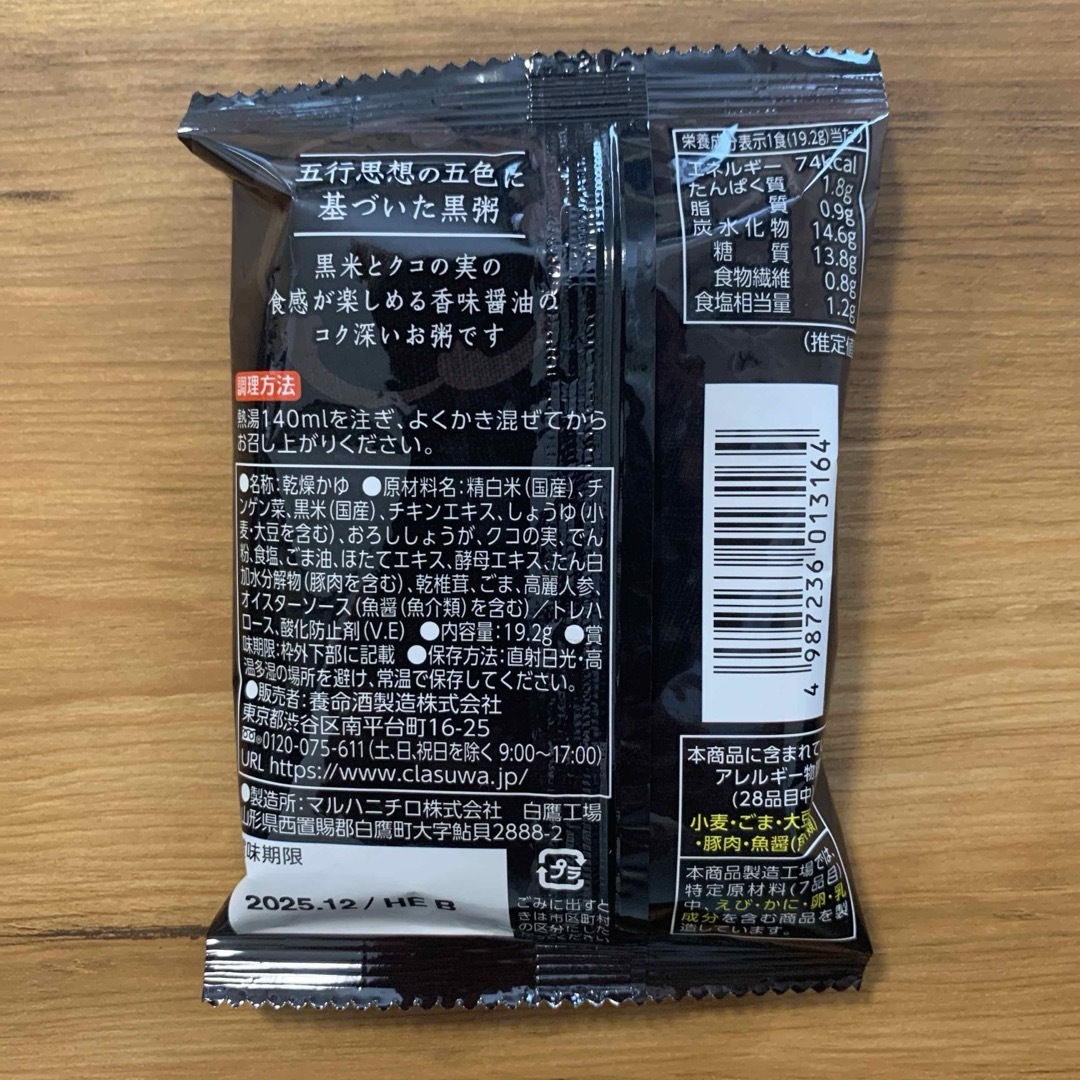 五行思想の五色に
基づいた黒粥
黒米とクコの実の
食感が楽しめる香味醤油の
コク深いお粥です
調理方法
熱湯140mlを注ぎ、よくかき混ぜてから
お召し上がりください。
●名称:乾燥かゆ ●原材料名:精白米(国産)、チ
ンゲン菜、黒米(国産)、チキンエキス、しょうゆ(小
麦・大豆を含む)、おろししょうが、クコの実、でん
粉、食塩、ごま油、ほたてエキス、酵母エキス、たん白
加水分解物(豚肉を含む)、乾椎茸、ごま、高麗人参、
オイスターソース(魚醤(魚介類)を含む)/トレハ
ロース、酸化防止剤(V.E) ●内容量:19.2g ●賞
味期限:枠外下部に記載 ●保存方法:直射日光・高
温多湿の場所を避け、常温で保存してください。
●販売者:養命酒製造株式会社
東京都渋谷区南平台町16-25
0120-075-611(土、日、祝日を除く 9:00〜17:00)
URL https://www.clasuwa.jp/
●製造所:マルハニチロ株式会社 白鷹工場
山形県西置賜郡白鷹町大字鮎貝2888-2
味期限
2025.12/HE B
プラ
ごみに出すと
きは市区町村
の区分に
栄養成分表示1食(19.2g)当た
エネルギー 74kcal
たんぱく質 1.8g
脂質 0.9g
炭水化物 14.6g
糖質 13.8g
食物繊維 0.8g
食塩相当量 1.2g
(推定値
4 987236 013164
本商品に含まれて
アレルギー物
(28品目中)
小麦・ごま・大豆
・豚肉・魚醤(魚
本商品製造工場では、
特定原材料(7品目)
中、えび・かに・卵・乳
成分を含む商品を製
造しています。